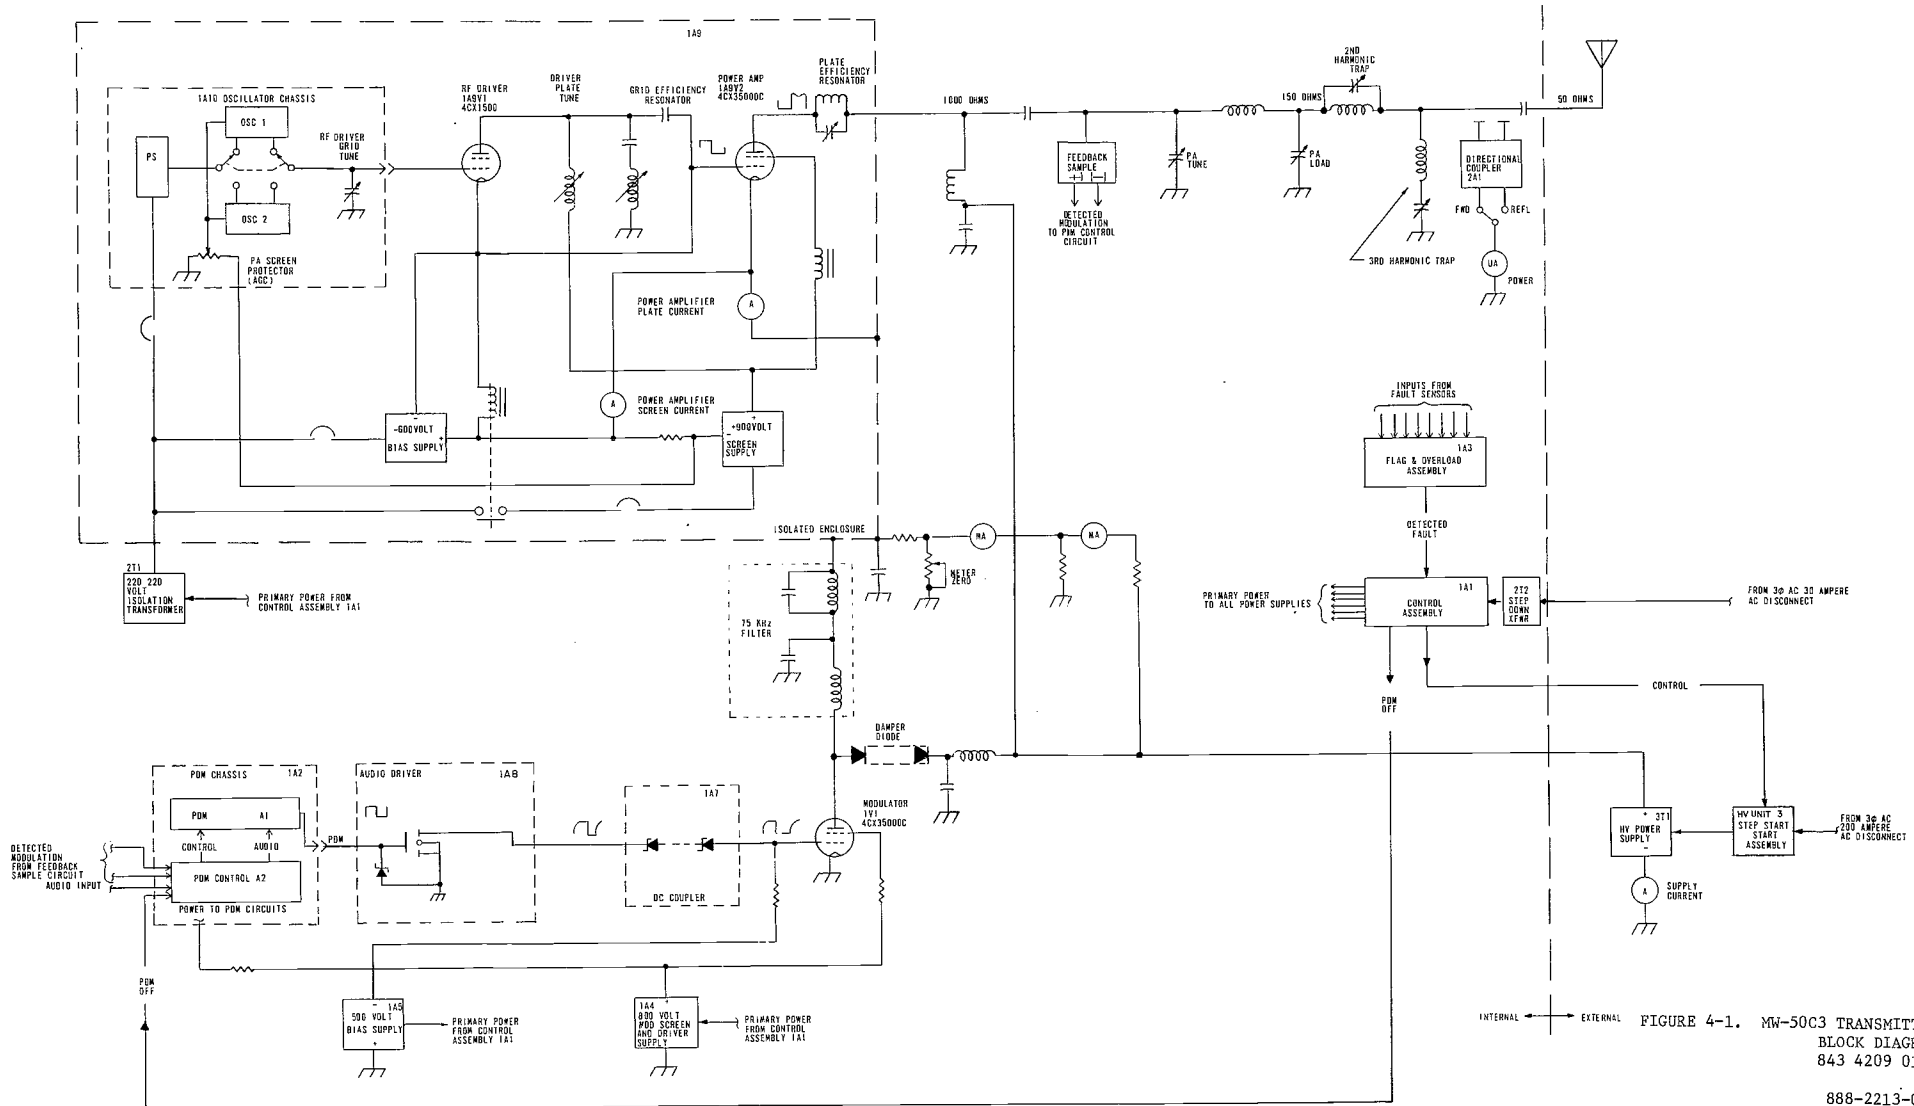 1A9
1A10 OSCILLATOR CHASSIS
OSC 1
PS
OSC 2
RF DRIVER
GRID
TUNE
PA SCREEN
PROTECTOR
(AGC)
RF DRIVER
1A9V1
4CX1500
DRIVER
PLATE
TUNE
GRID EFFICIENCY
RESONATOR
POWER AMP
1A9V2
4CX35000C
PLATE
EFFICIENCY
RESONATOR
POWER AMPLIFIER
PLATE CURRENT
A
POWER AMPLIFIER
SCREEN CURRENT
A
-
-600VOLT
+
BIAS SUPPLY
+
+900VOLT
-
SCREEN
SUPPLY
ISOLATED ENCLOSURE
2T1
220 220
VOLT
ISOLATION
TRANSFORMER
PRIMARY POWER FROM
CONTROL ASSEMBLY 1A1
1000 OHMS
FEEDBACK
SAMPLE
(+) (-)
DETECTED
MODULATION
TO PDM CONTROL
CIRCUIT
PA
TUNE
150 OHMS
PA
LOAD
2ND
HARMONIC
TRAP
3RD HARMONIC TRAP
50 OHMS
DIRECTIONAL
COUPLER
2A1
FWD
REFL
UA
POWER
INPUTS FROM
FAULT SENSORS
1A3
FLAG & OVERLOAD
ASSEMBLY
DETECTED
FAULT
PRIMARY POWER
TO ALL POWER SUPPLIES
1A1
CONTROL
ASSEMBLY
2T2
STEP
DOWN
XFMR
FROM 3φ AC 30 AMPERE
AC DISCONNECT
PDM
OFF
CONTROL
MA
MA
METER
ZERO
75 KHz
FILTER
DAMPER
DIODE
MODULATOR
1V1
4CX35000C
PDM CHASSIS
1A2
PDM
A1
CONTROL
AUDIO
PDM CONTROL A2
POWER TO PDM CIRCUITS
DETECTED
MODULATION
FROM FEEDBACK
SAMPLE CIRCUIT
AUDIO INPUT
PDM
AUDIO DRIVER
1A8
1A7
DC COUPLER
PDM
OFF
-
1A5
500 VOLT
BIAS SUPPLY
+
PRIMARY POWER
FROM CONTROL
ASSEMBLY 1A1
1A4
+
800 VOLT
MOD SCREEN
AND DRIVER
SUPPLY
PRIMARY POWER
FROM CONTROL
ASSEMBLY 1A1
+
3T1
HV POWER
SUPPLY
-
A
SUPPLY
CURRENT
HV UNIT 3
STEP START
START
ASSEMBLY
FROM 3φ AC
200 AMPERE
AC DISCONNECT
INTERNAL
EXTERNAL
FIGURE 4-1. MW-50C3 TRANSMITT
BLOCK DIAG
843 4209 0
888-2213-